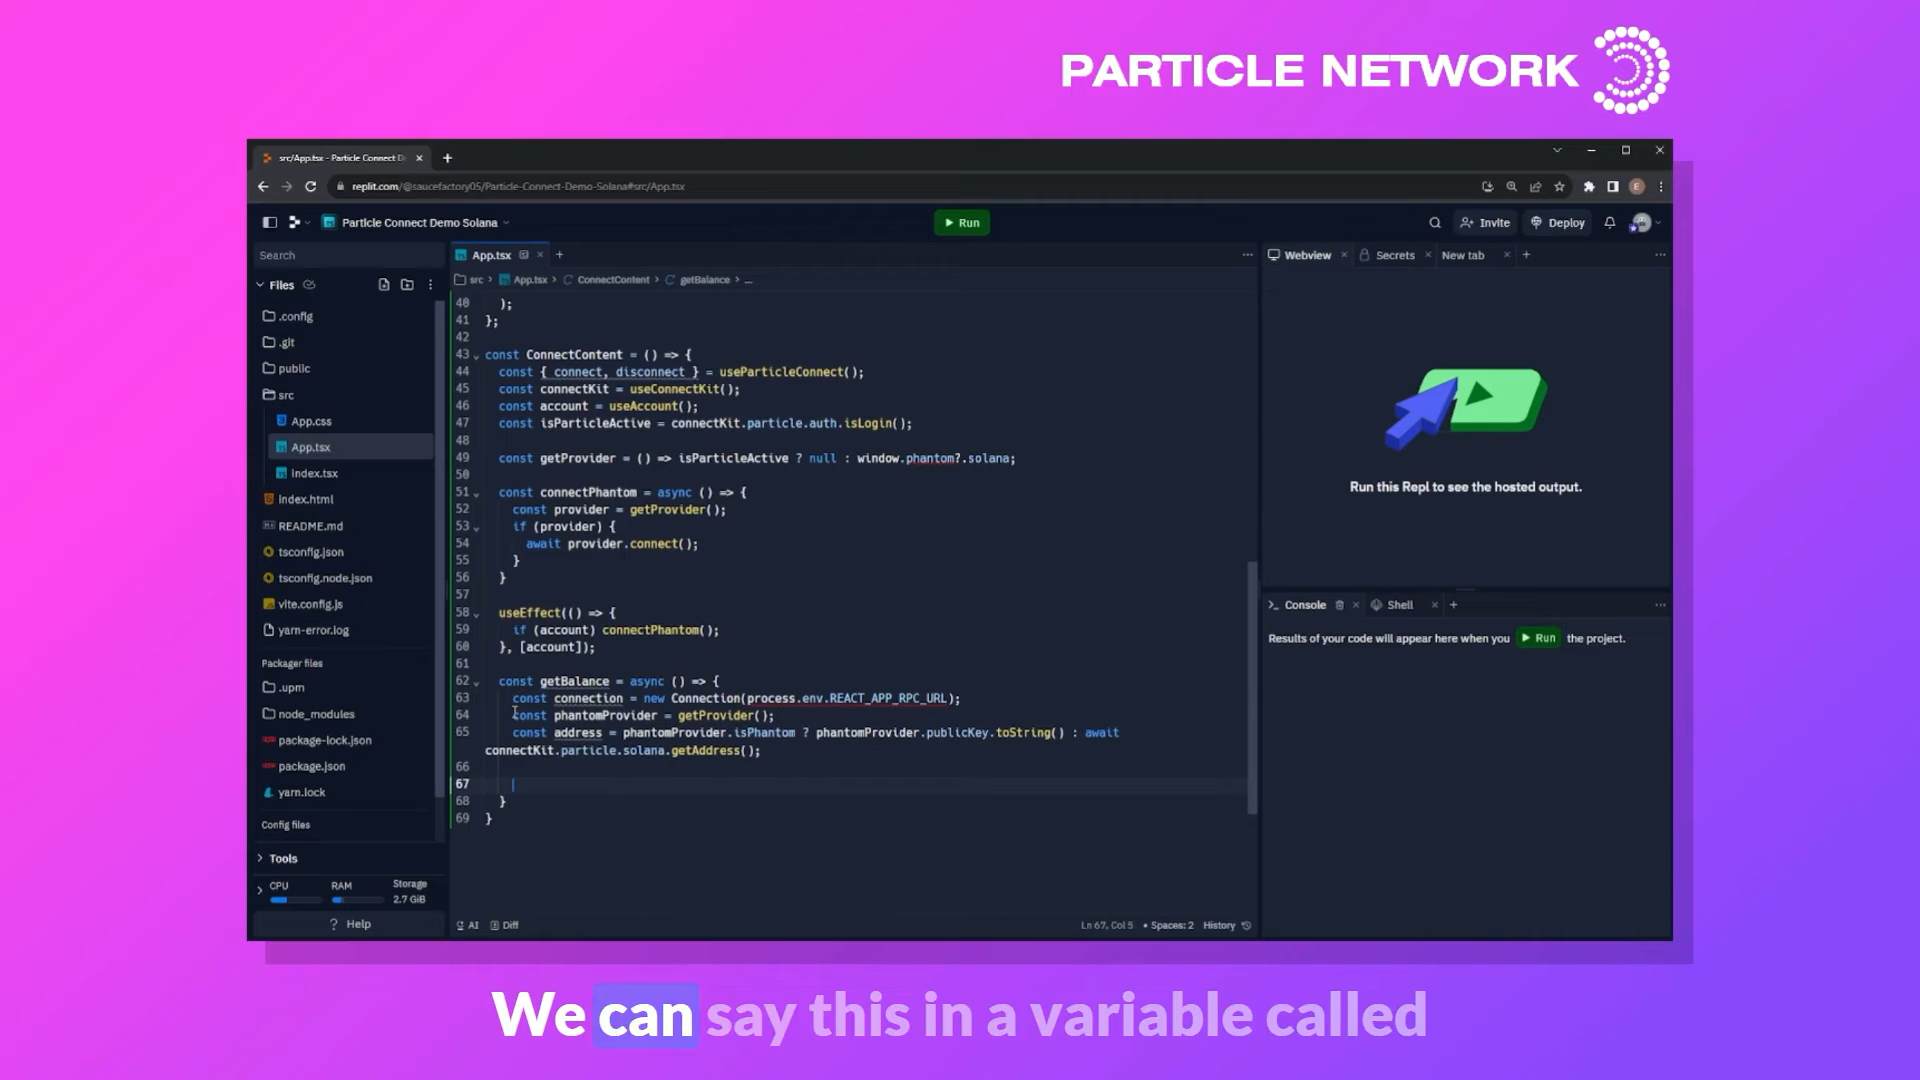 PARTICLE NETWORK
src/App.tsx - Particle Connect D
replit.com/@saucefactory05/Particle-Connect-Demo-Solana#src/App.tsx
E
Particle Connect Demo Solana
Run
Invite
Deploy
Search
App.tsx
Webview
Secrets
New tab
Files
src > App.tsx > ConnectContent > getBalance > ...
.config
.git
public
src
App.css
App.tsx
index.tsx
index.html
README.md
tsconfig.json
tsconfig.node.json
vite.config.js
yarn-error.log
Packager files
.upm
node_modules
package-lock.json
package.json
yarn.lock
Config files
Tools
CPU
RAM
Storage
2.7 GiB
? Help
40 );
41 };
42
43 const ConnectContent = () => {
44 const { connect, disconnect } = useParticleConnect();
45 const connectKit = useConnectKit();
46 const account = useAccount();
47 const isParticleActive = connectKit.particle.auth.isLogin();
48
49 const getProvider = () => isParticleActive ? null : window.phantom?.solana;
50
51 const connectPhantom = async () => {
52 const provider = getProvider();
53 if (provider) {
54 await provider.connect();
55 }
56 }
57
58 useEffect(() => {
59 if (account) connectPhantom();
60 }, [account]);
61
62 const getBalance = async () => {
63 const connection = new Connection(process.env.REACT_APP_RPC_URL);
64 const phantomProvider = getProvider();
65 const address = phantomProvider.isPhantom ? phantomProvider.publicKey.toString() : await
connectKit.particle.solana.getAddress();
66
67
68 }
69 }
AI
Diff
Ln 67, Col 5
Spaces: 2
History
Run this Repl to see the hosted output.
Console
Shell
Results of your code will appear here when you Run the project.
We can say this in a variable called